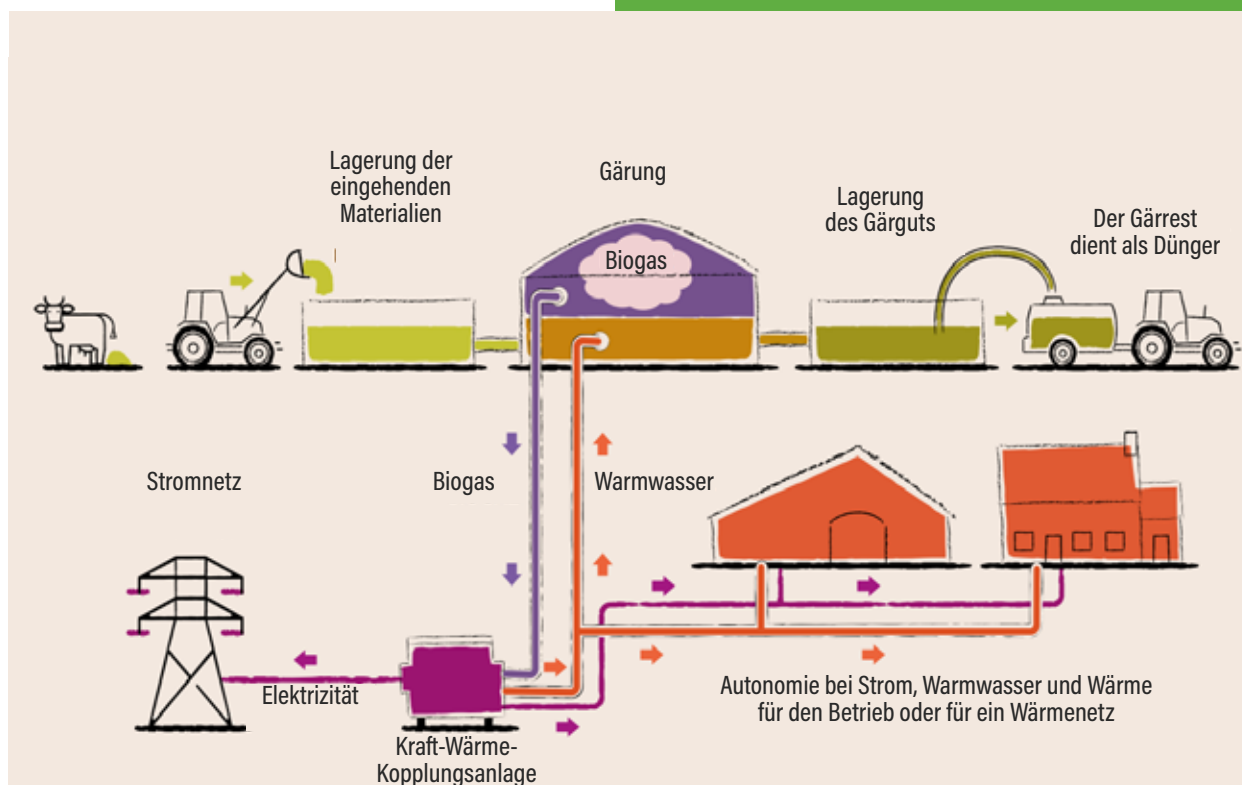 Lagerung der
eingehenden
Materialien
Gärung
Lagerung
des Gärguts
Der Gärrest
dient als Dünger
Biogas
Stromnetz
Biogas
Warmwasser
Elektrizität
Autonomie bei Strom, Warmwasser und Wärme
für den Betrieb oder für ein Wärmenetz
Kraft-Wärme-
Kopplungsanlage